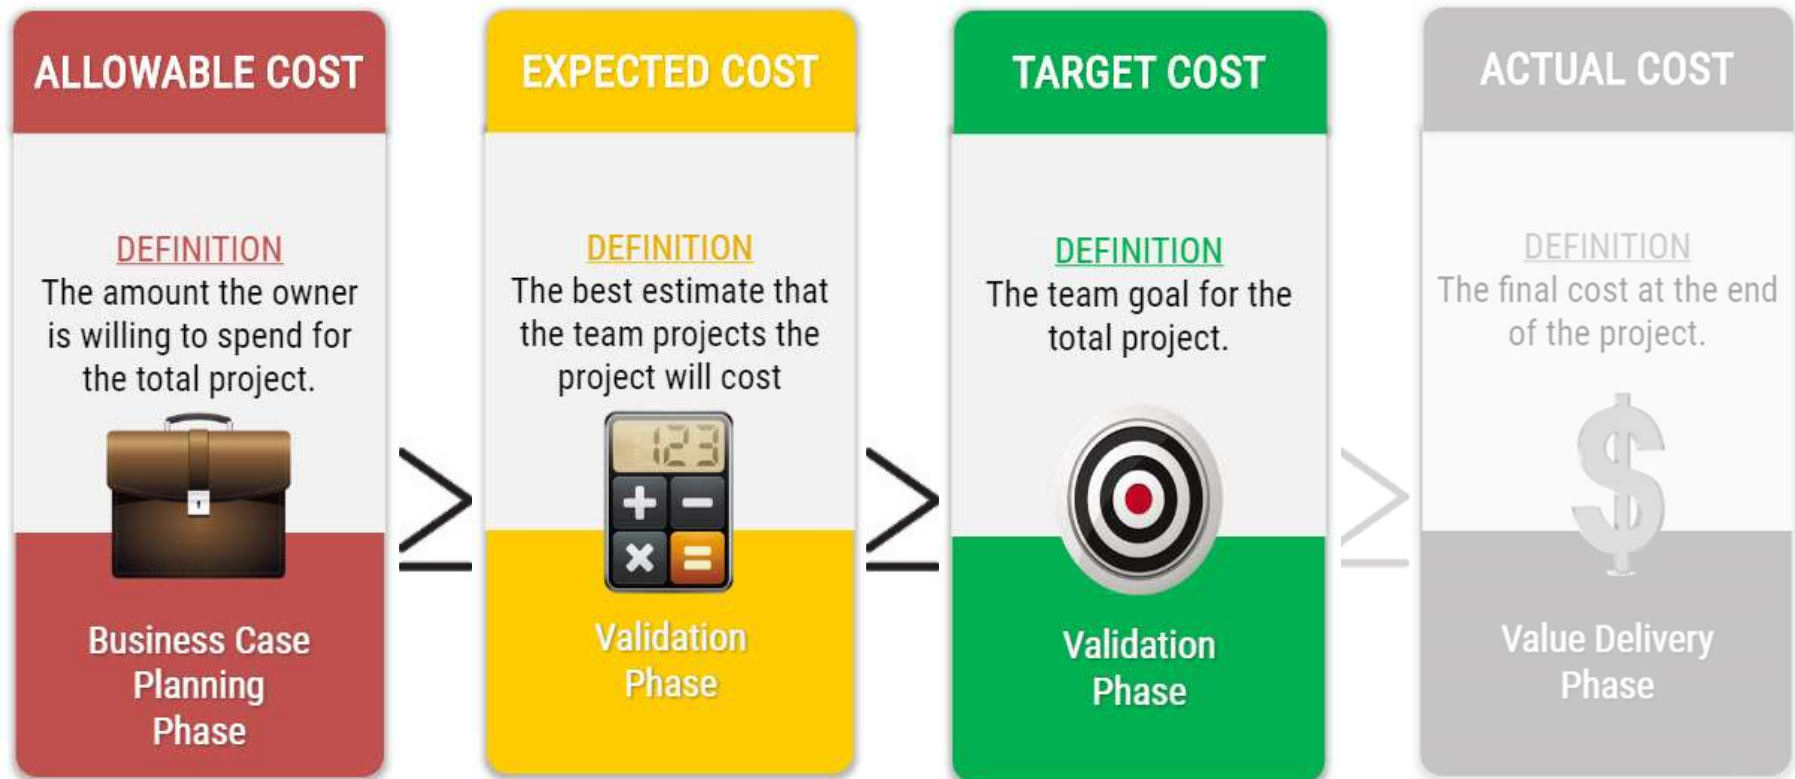 ALLOWABLE COST
DEFINITION
The amount the owner
is willing to spend for
the total project.
Business Case
Planning
Phase
≥
EXPECTED COST
DEFINITION
The best estimate that
the team projects the
project will cost
123
+ −
× =
Validation
Phase
≥
TARGET COST
DEFINITION
The team goal for the
total project.
Validation
Phase
≥
ACTUAL COST
DEFINITION
The final cost at the end
of the project.
$
Value Delivery
Phase